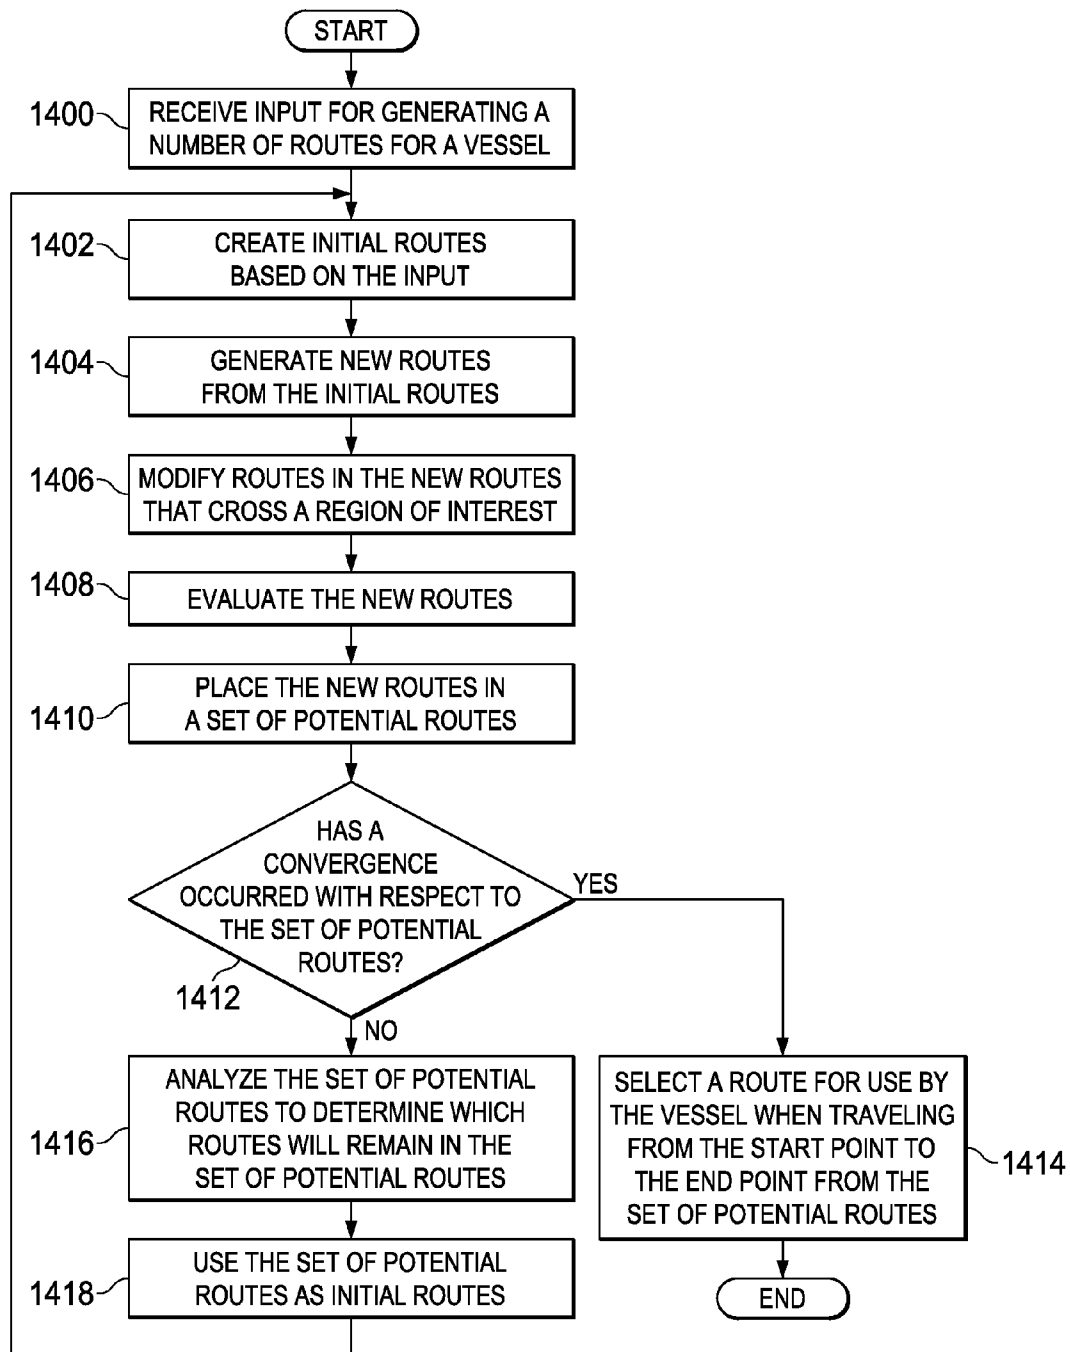 START
1400
RECEIVE INPUT FOR GENERATING A
NUMBER OF ROUTES FOR A VESSEL
1402
CREATE INITIAL ROUTES
BASED ON THE INPUT
1404
GENERATE NEW ROUTES
FROM THE INITIAL ROUTES
1406
MODIFY ROUTES IN THE NEW ROUTES
THAT CROSS A REGION OF INTEREST
1408
EVALUATE THE NEW ROUTES
1410
PLACE THE NEW ROUTES IN
A SET OF POTENTIAL ROUTES
HAS A
CONVERGENCE
OCCURRED WITH RESPECT TO
THE SET OF POTENTIAL
ROUTES?
1412
YES
NO
1416
ANALYZE THE SET OF POTENTIAL
ROUTES TO DETERMINE WHICH
ROUTES WILL REMAIN IN THE
SET OF POTENTIAL ROUTES
SELECT A ROUTE FOR USE BY
THE VESSEL WHEN TRAVELING
FROM THE START POINT TO
THE END POINT FROM THE
SET OF POTENTIAL ROUTES
1414
1418
USE THE SET OF POTENTIAL
ROUTES AS INITIAL ROUTES
END